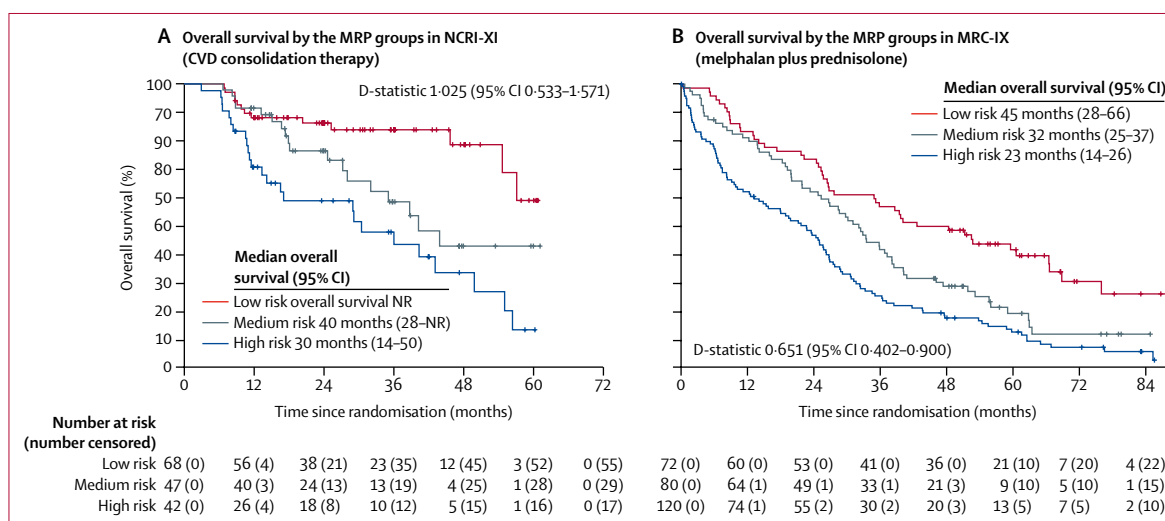 A Overall survival by the MRP groups in NCRI-XI
(CVD consolidation therapy)
D-statistic 1·025 (95% CI 0·533–1·571)
Overall survival (%)
100
70
90
80
50
60
40
30
20
10
0
Median overall
survival (95% CI)
Low risk overall survival NR
Medium risk 40 months (28–NR)
High risk 30 months (14–50)
0 12 24 36 48 60 72
Time since randomisation (months)
B Overall survival by the MRP groups in MRC-IX
(melphalan plus prednisolone)
Median overall survival (95% CI)
Low risk 45 months (28–66)
Medium risk 32 months (25–37)
High risk 23 months (14–26)
D-statistic 0·651 (95% CI 0·402–0·900)
0 12 24 36 48 60 72 84
Time since randomisation (months)
Number at risk
(number censored)
Low risk 68 (0) 56 (4) 38 (21) 23 (35) 12 (45) 3 (52) 0 (55) 72 (0) 60 (0) 53 (0) 41 (0) 36 (0) 21 (10) 7 (20) 4 (22)
Medium risk 47 (0) 40 (3) 24 (13) 13 (19) 4 (25) 1 (28) 0 (29) 80 (0) 64 (1) 49 (1) 33 (1) 21 (3) 9 (10) 5 (10) 1 (15)
High risk 42 (0) 26 (4) 18 (8) 10 (12) 5 (15) 1 (16) 0 (17) 120 (0) 74 (1) 55 (2) 30 (2) 20 (3) 13 (5) 7 (5) 2 (10)